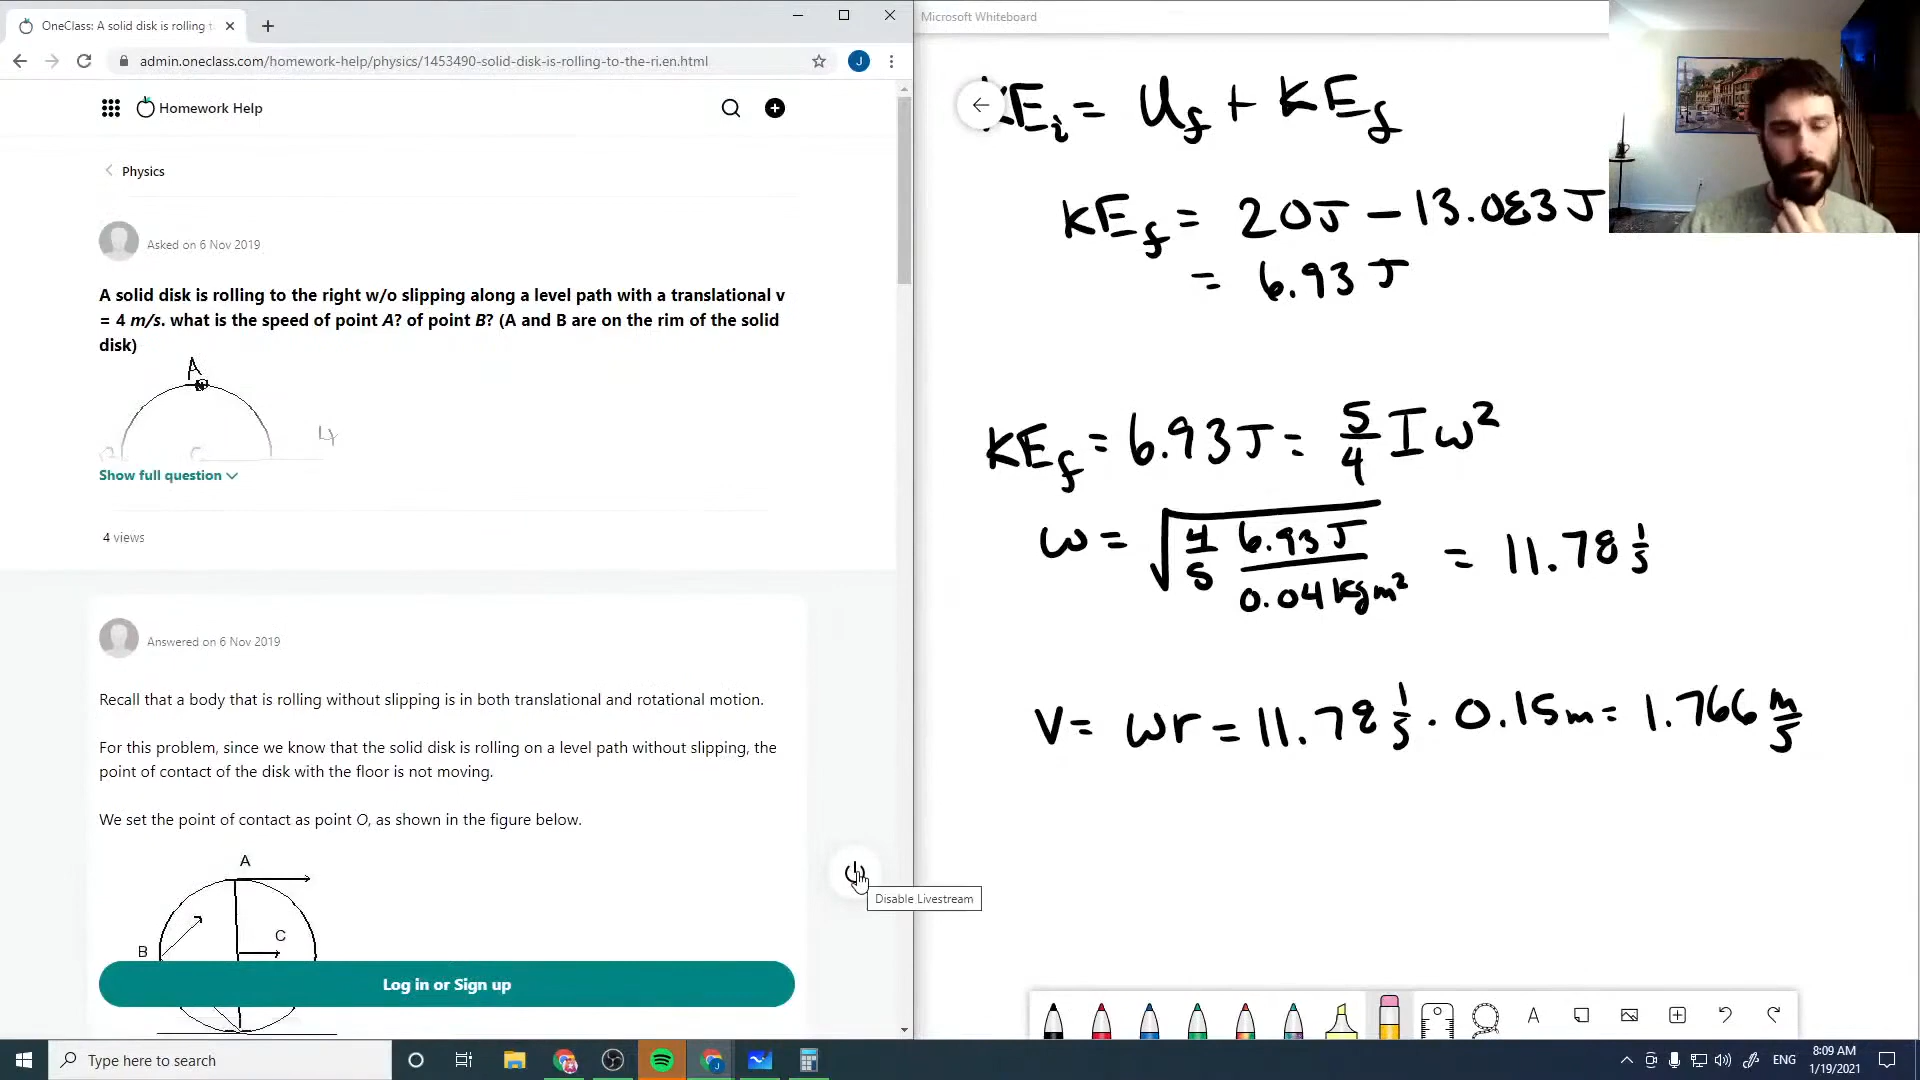 OneClass: A solid disk is rolling t
Microsoft Whiteboard
admin.oneclass.com/homework-help/physics/1453490-solid-disk-is-rolling-to-the-ri.en.html
J
Homework Help
Physics
Asked on 6 Nov 2019
A solid disk is rolling to the right w/o slipping along a level path with a translational v
= 4 m/s. what is the speed of point A? of point B? (A and B are on the rim of the solid
disk)
A
4
Show full question
4 views
Answered on 6 Nov 2019
Recall that a body that is rolling without slipping is in both translational and rotational motion.
For this problem, since we know that the solid disk is rolling on a level path without slipping, the
point of contact of the disk with the floor is not moving.
We set the point of contact as point O, as shown in the figure below.
A
C
B
Disable Livestream
Log in or Sign up
KEi = Uf + KEf
KEf = 20J − 13.083J
= 6.93 J
KEf = 6.93J = 5/4 I ω²
ω = √(4/5 6.93J/0.04kgm²) = 11.78 1/s
V = ωr = 11.78 1/s · 0.15m = 1.766 m/s
A
Type here to search
J
ENG
8:09 AM
1/19/2021